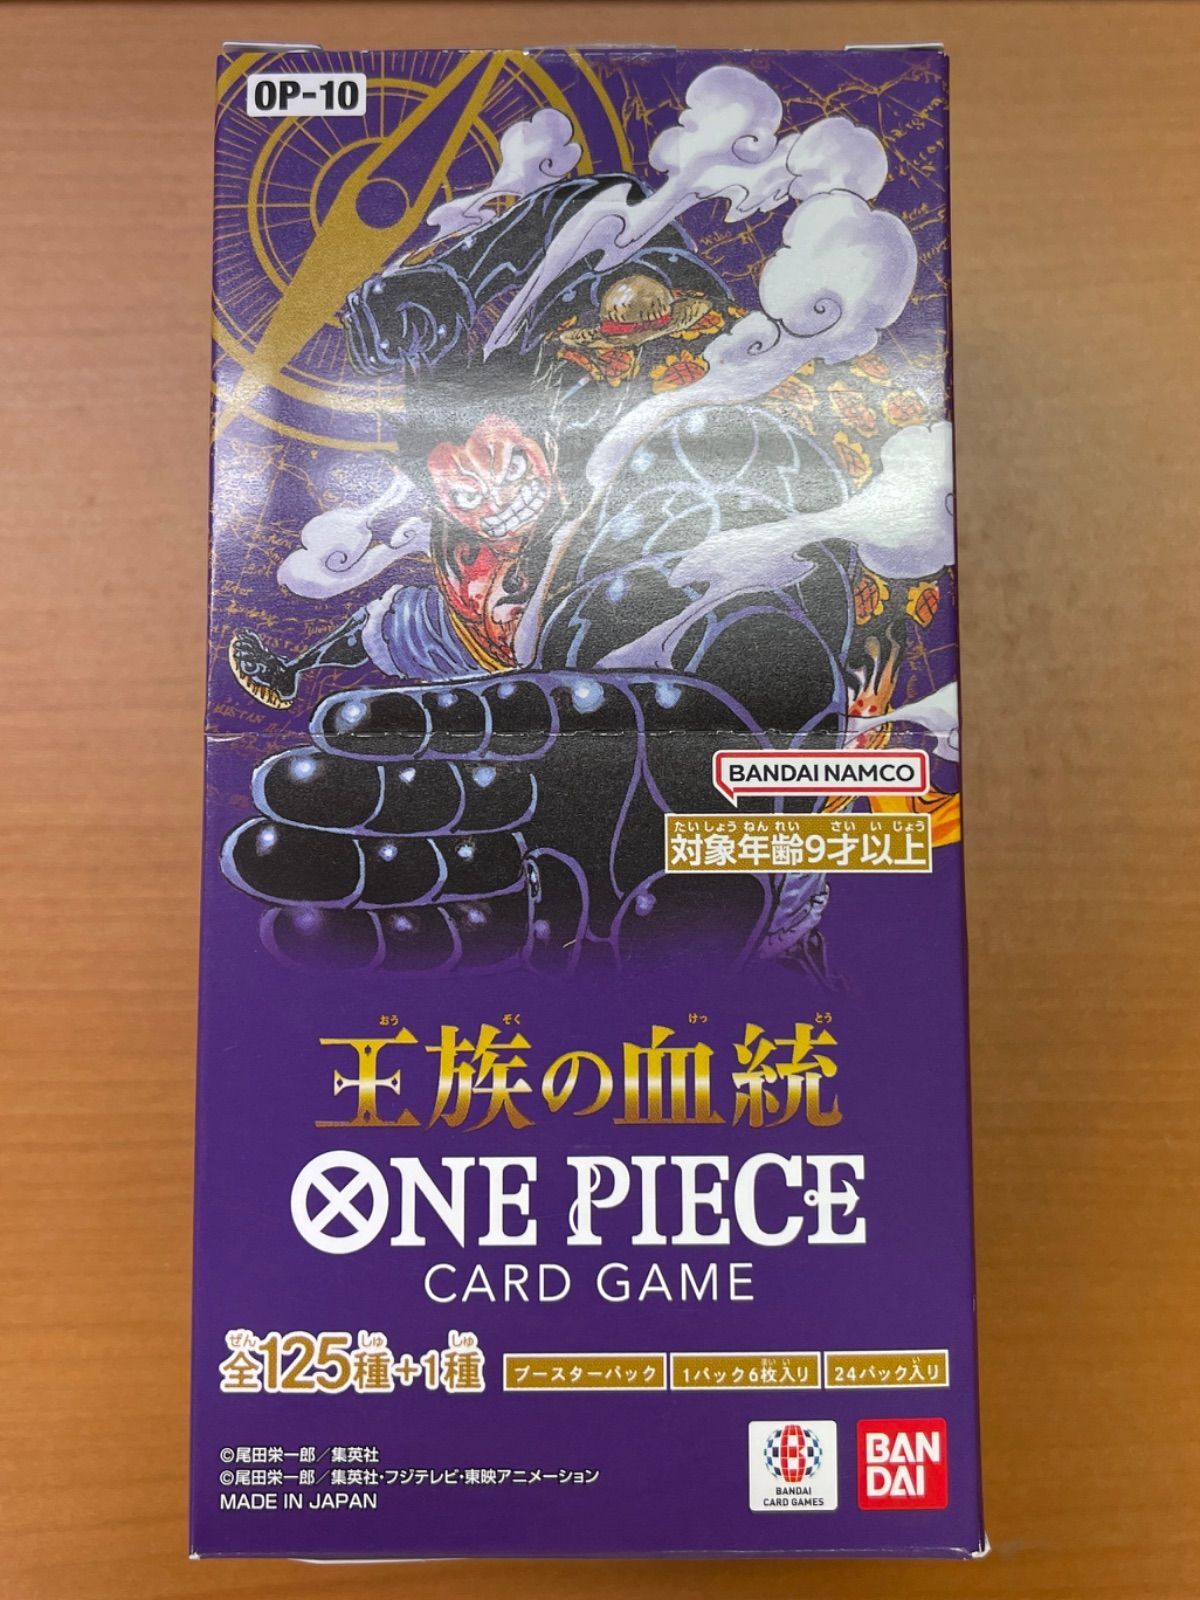 OP-10
BANDAI NAMCO
たいしょうねんれい さいいじょう
対象年齢9才以上
おう ぞく けっ とう
王族の血統
ONE PIECE
CARD GAME
ぜん しゅ しゅ
全125種+1種
ブースターパック
まいい
1パック6枚入り
い
24パック入り
©尾田栄一郎/集英社
©尾田栄一郎/集英社・フジテレビ・東映アニメーション
MADE IN JAPAN
BANDAI
CARD GAMES
BAN
DAI